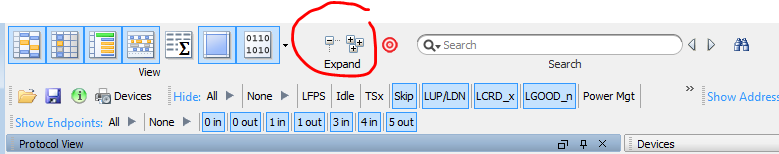 0110
1010
View
Expand
Search
Search
Devices Hide: All None LFPS Idle TSx Skip LUP/LDN LCRD_x LGOOD_n Power Mgt » Show Address
Show Endpoints: All None 0 in 0 out 1 in 1 out 3 in 4 in 5 out
Protocol View
Devices